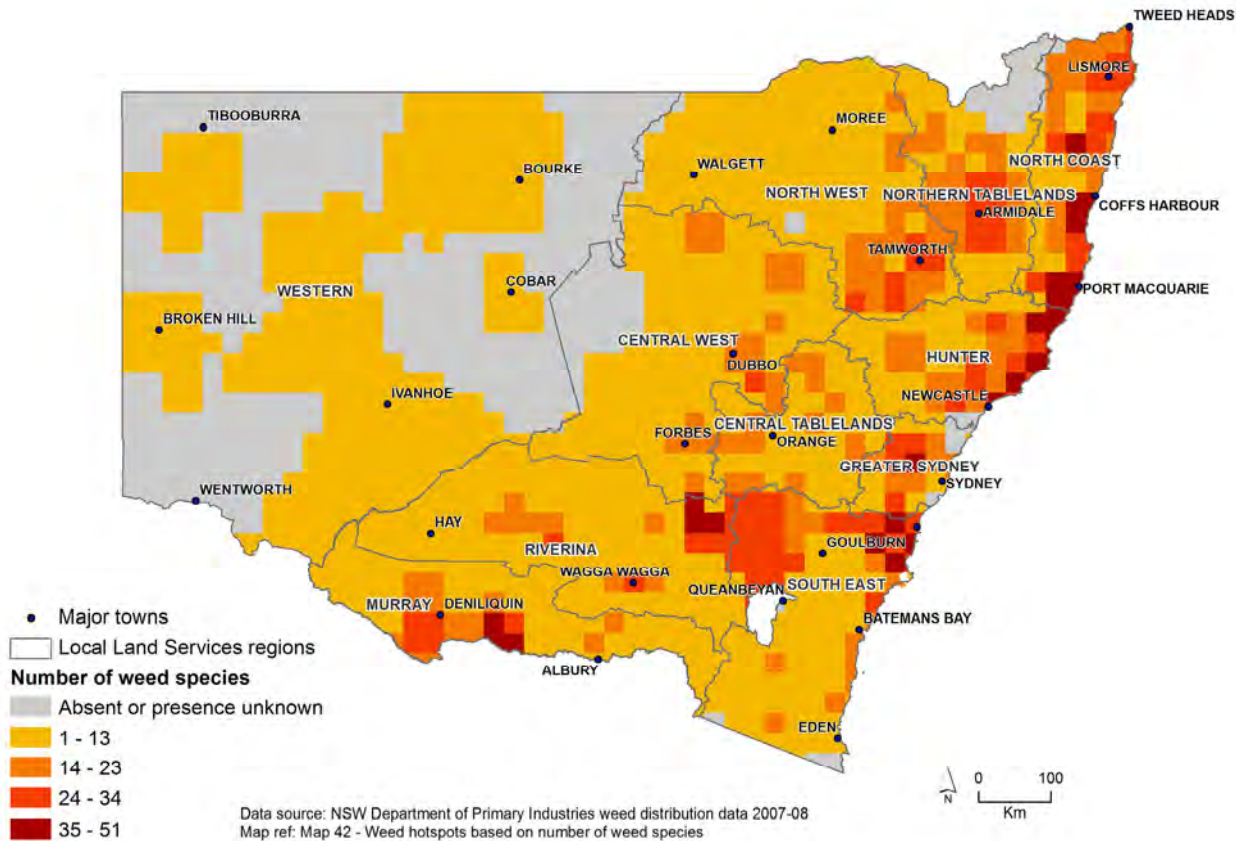 TWEED HEADS
LISMORE
TIBOOBURRA
MOREE
BOURKE
WALGETT
NORTH COAST
NORTH WEST
NORTHERN TABLELANDS
COFFS HARBOUR
ARMIDALE
TAMWORTH
COBAR
WESTERN
PORT MACQUARIE
BROKEN HILL
CENTRAL WEST
HUNTER
DUBBO
IVANHOE
NEWCASTLE
CENTRAL TABLELANDS
FORBES
ORANGE
GREATER SYDNEY
SYDNEY
WENTWORTH
HAY
GOULBURN
RIVERINA
WAGGA WAGGA
QUEANBEYAN
SOUTH EAST
MURRAY
DENILIQUIN
BATEMANS BAY
ALBURY
EDEN
Major towns
Local Land Services regions
Number of weed species
Absent or presence unknown
1 - 13
14 - 23
24 - 34
35 - 51
N
0 100
Km
Data source: NSW Department of Primary Industries weed distribution data 2007-08
Map ref: Map 42 - Weed hotspots based on number of weed species